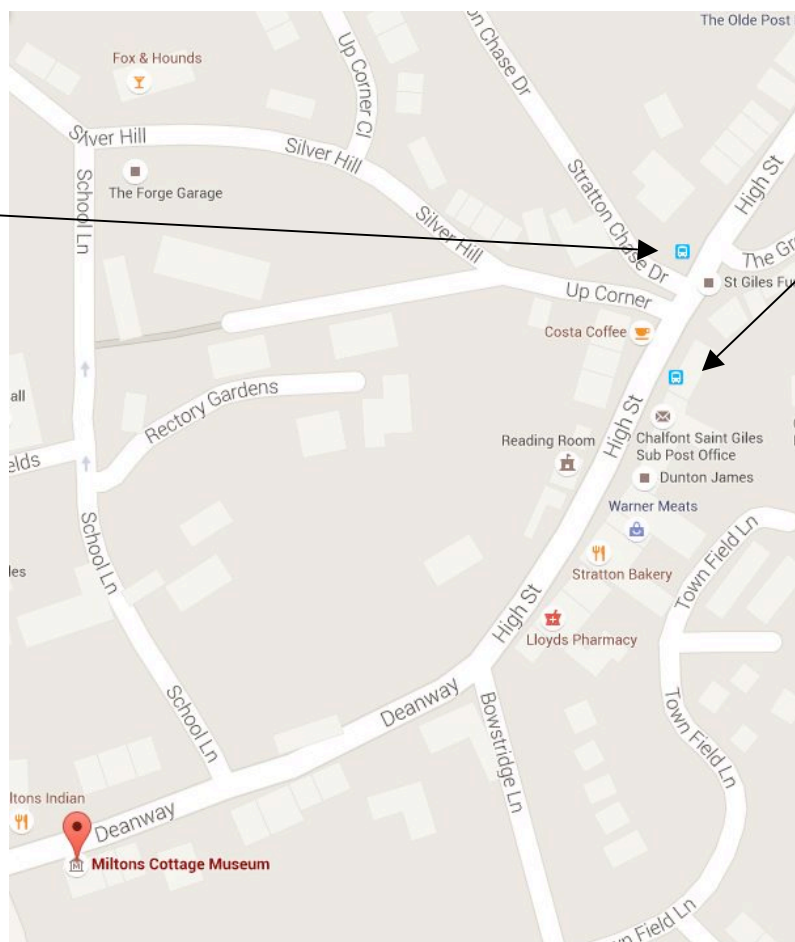 The Olde Post
Fox & Hounds
Up Corner Cl
on Chase Dr
Silver Hill
Silver Hill
The Forge Garage
School Ln
Stratton Chase Dr
High St
Silver Hill
The Gr
St Giles Fu
Up Corner
Costa Coffee
all
Rectory Gardens
High St
Chalfont Saint Giles
Sub Post Office
Reading Room
elds
Dunton James
Warner Meats
Town Field Ln
School Ln
les
Stratton Bakery
High St
Lloyds Pharmacy
School Ln
Deanway
Bowstridge Ln
Town Field Ln
ltons Indian
Deanway
Miltons Cottage Museum
wn Field Ln